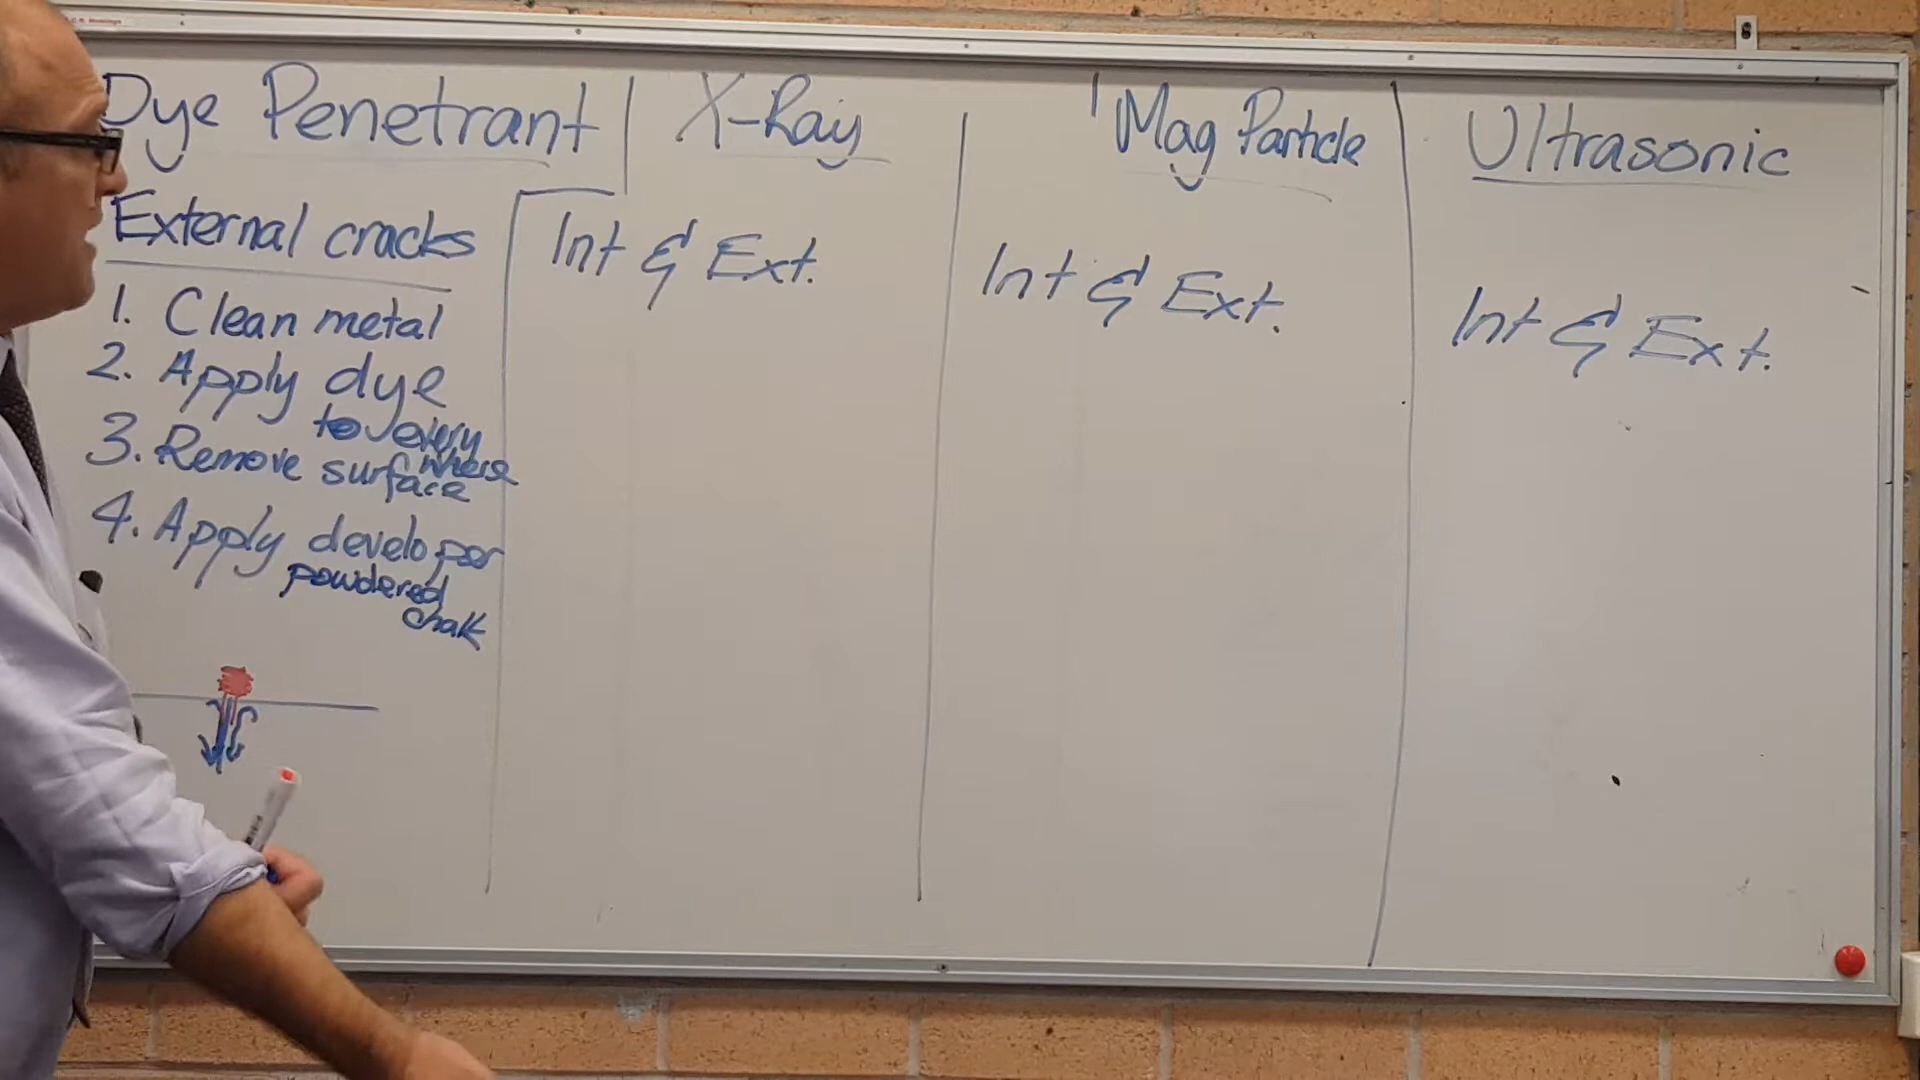 Dye Penetrant
External cracks
1. Clean metal
2. Apply dye
to every
where
3. Remove surface
4. Apply developer
powdered
chalk
X-Ray
Int & Ext.
Mag Particle
Int & Ext.
Ultrasonic
Int & Ext.